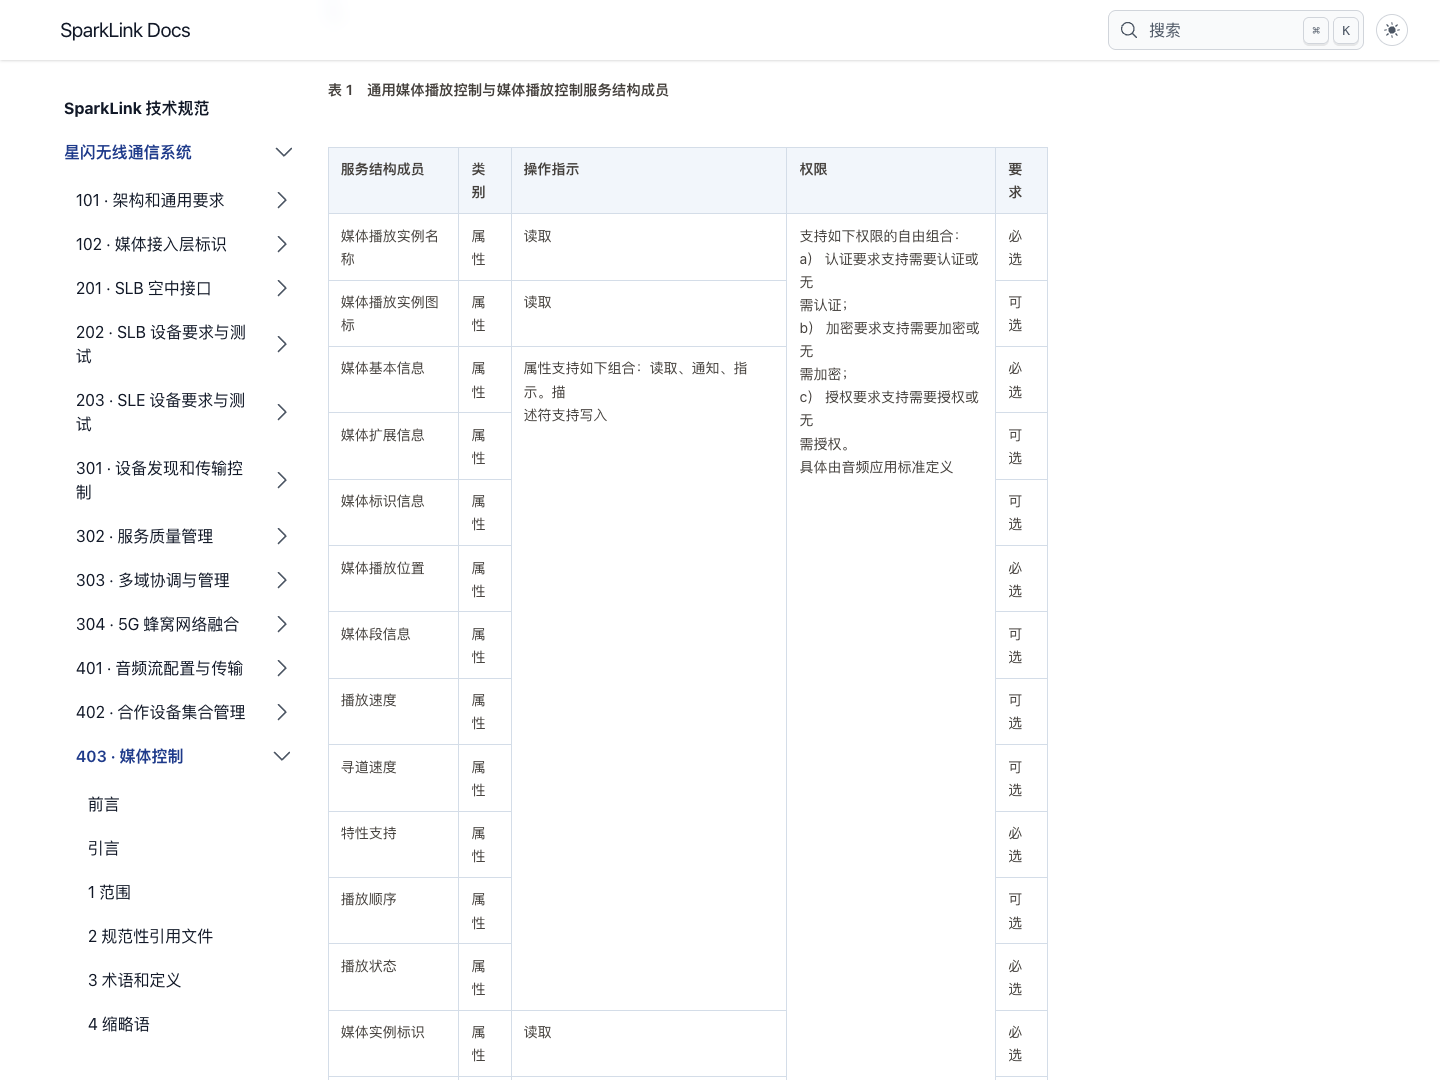 SparkLink Docs
搜索
⌘ K
SparkLink 技术规范
星闪无线通信系统
101 · 架构和通用要求
102 · 媒体接入层标识
201 · SLB 空中接口
202 · SLB 设备要求与测
试
203 · SLE 设备要求与测
试
301 · 设备发现和传输控
制
302 · 服务质量管理
303 · 多域协调与管理
304 · 5G 蜂窝网络融合
401 · 音频流配置与传输
402 · 合作设备集合管理
403 · 媒体控制
前言
引言
1 范围
2 规范性引用文件
3 术语和定义
4 缩略语
表 1　通用媒体播放控制与媒体播放控制服务结构成员
服务结构成员
类
别
操作指示
权限
要
求
媒体播放实例名
称
属
性
读取
支持如下权限的自由组合：
a） 认证要求支持需要认证或
无
需认证；
b） 加密要求支持需要加密或
无
需加密；
c） 授权要求支持需要授权或
无
需授权。
具体由音频应用标准定义
必
选
媒体播放实例图
标
属
性
读取
可
选
媒体基本信息
属
性
属性支持如下组合：读取、通知、指
示。描
述符支持写入
必
选
媒体扩展信息
属
性
可
选
媒体标识信息
属
性
可
选
媒体播放位置
属
性
必
选
媒体段信息
属
性
可
选
播放速度
属
性
可
选
寻道速度
属
性
可
选
特性支持
属
性
必
选
播放顺序
属
性
可
选
播放状态
属
性
必
选
媒体实例标识
属
性
读取
必
选